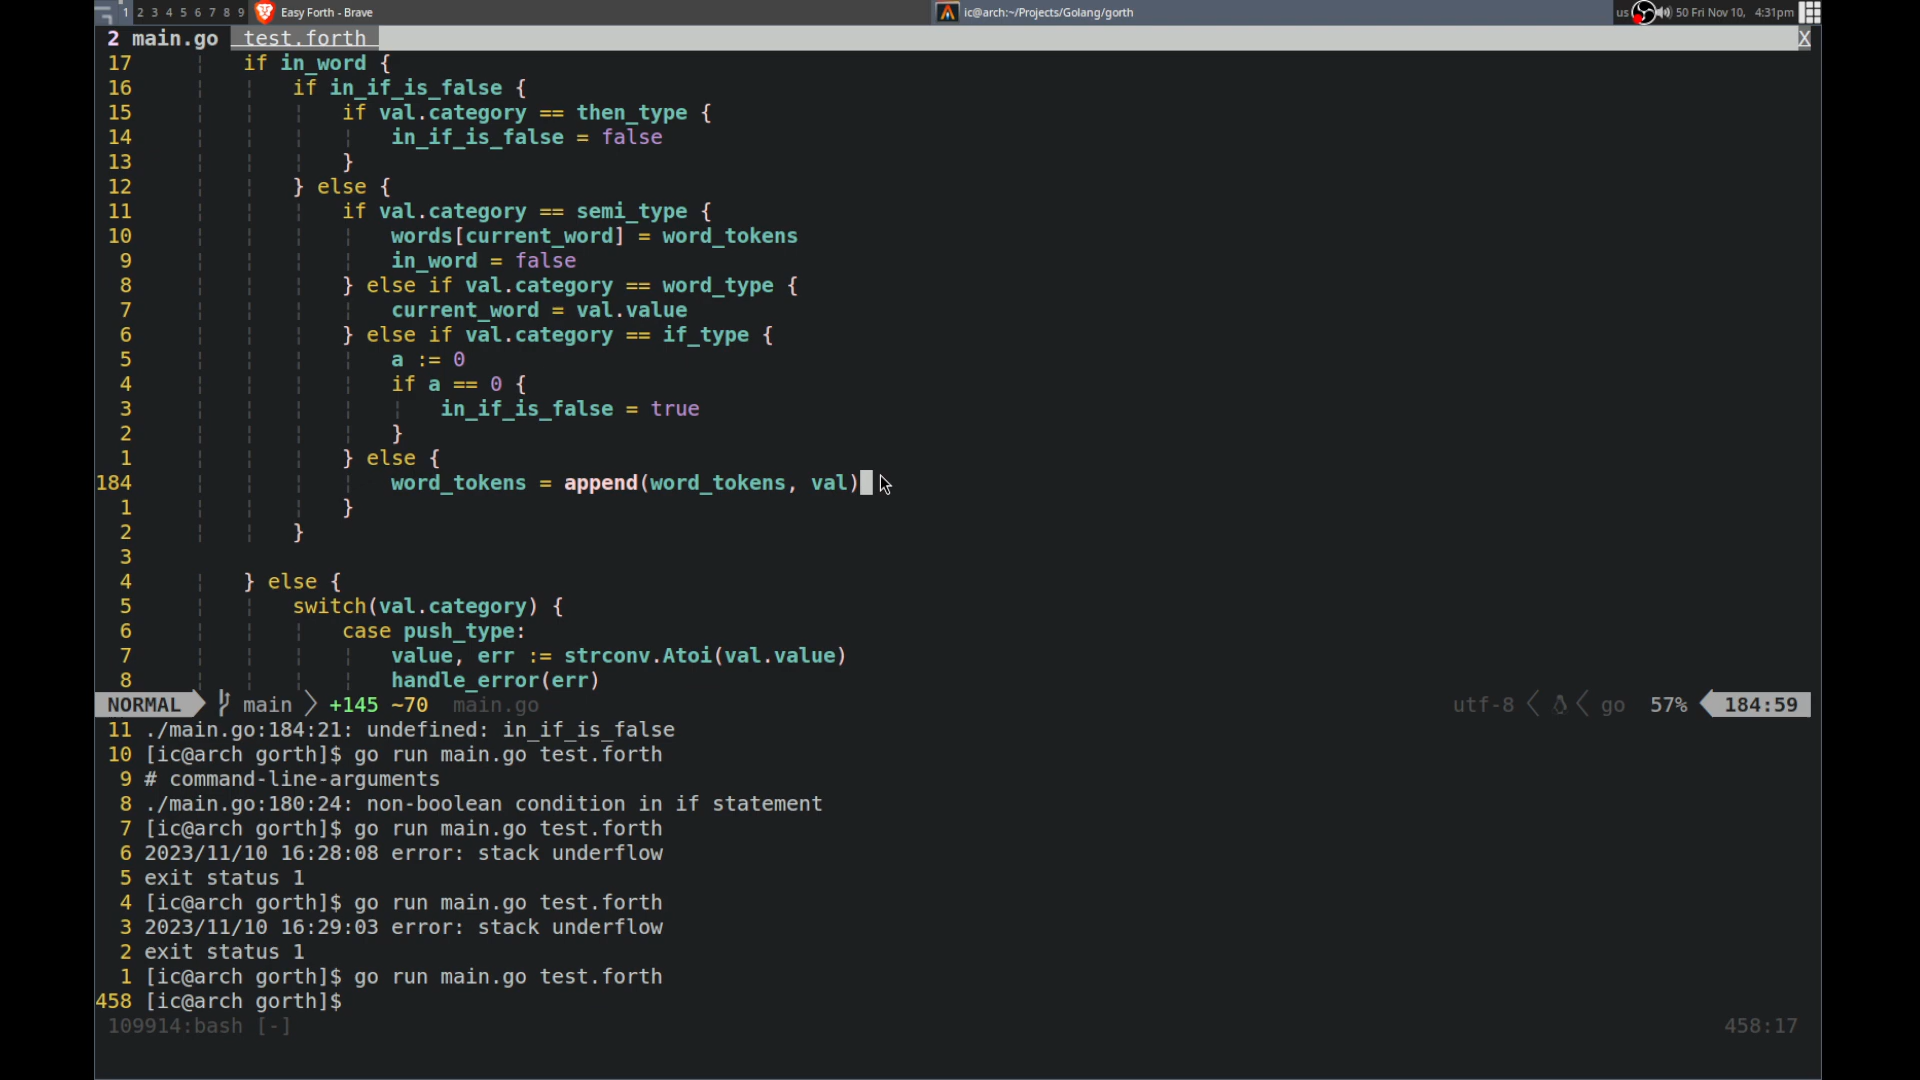 1 2 3 4 5 6 7 8 9 Easy Forth - Brave ic@arch:~/Projects/Golang/gorth us 50 Fri Nov 10, 4:31pm
2 main.go test.forth X
17 if in_word {
16 if in_if_is_false {
15 if val.category == then_type {
14 in_if_is_false = false
13 }
12 } else {
11 if val.category == semi_type {
10 words[current_word] = word_tokens
9 in_word = false
8 } else if val.category == word_type {
7 current_word = val.value
6 } else if val.category == if_type {
5 a := 0
4 if a == 0 {
3 in_if_is_false = true
2 }
1 } else {
184 word_tokens = append(word_tokens, val)
1 }
2 }
3
4 } else {
5 switch(val.category) {
6 case push_type:
7 value, err := strconv.Atoi(val.value)
8 handle_error(err)
NORMAL main +145 ~70 main.go utf-8 go 57% 184:59
11 ./main.go:184:21: undefined: in_if_is_false
10 [ic@arch gorth]$ go run main.go test.forth
9 # command-line-arguments
8 ./main.go:180:24: non-boolean condition in if statement
7 [ic@arch gorth]$ go run main.go test.forth
6 2023/11/10 16:28:08 error: stack underflow
5 exit status 1
4 [ic@arch gorth]$ go run main.go test.forth
3 2023/11/10 16:29:03 error: stack underflow
2 exit status 1
1 [ic@arch gorth]$ go run main.go test.forth
458 [ic@arch gorth]$
109914:bash [-] 458:17